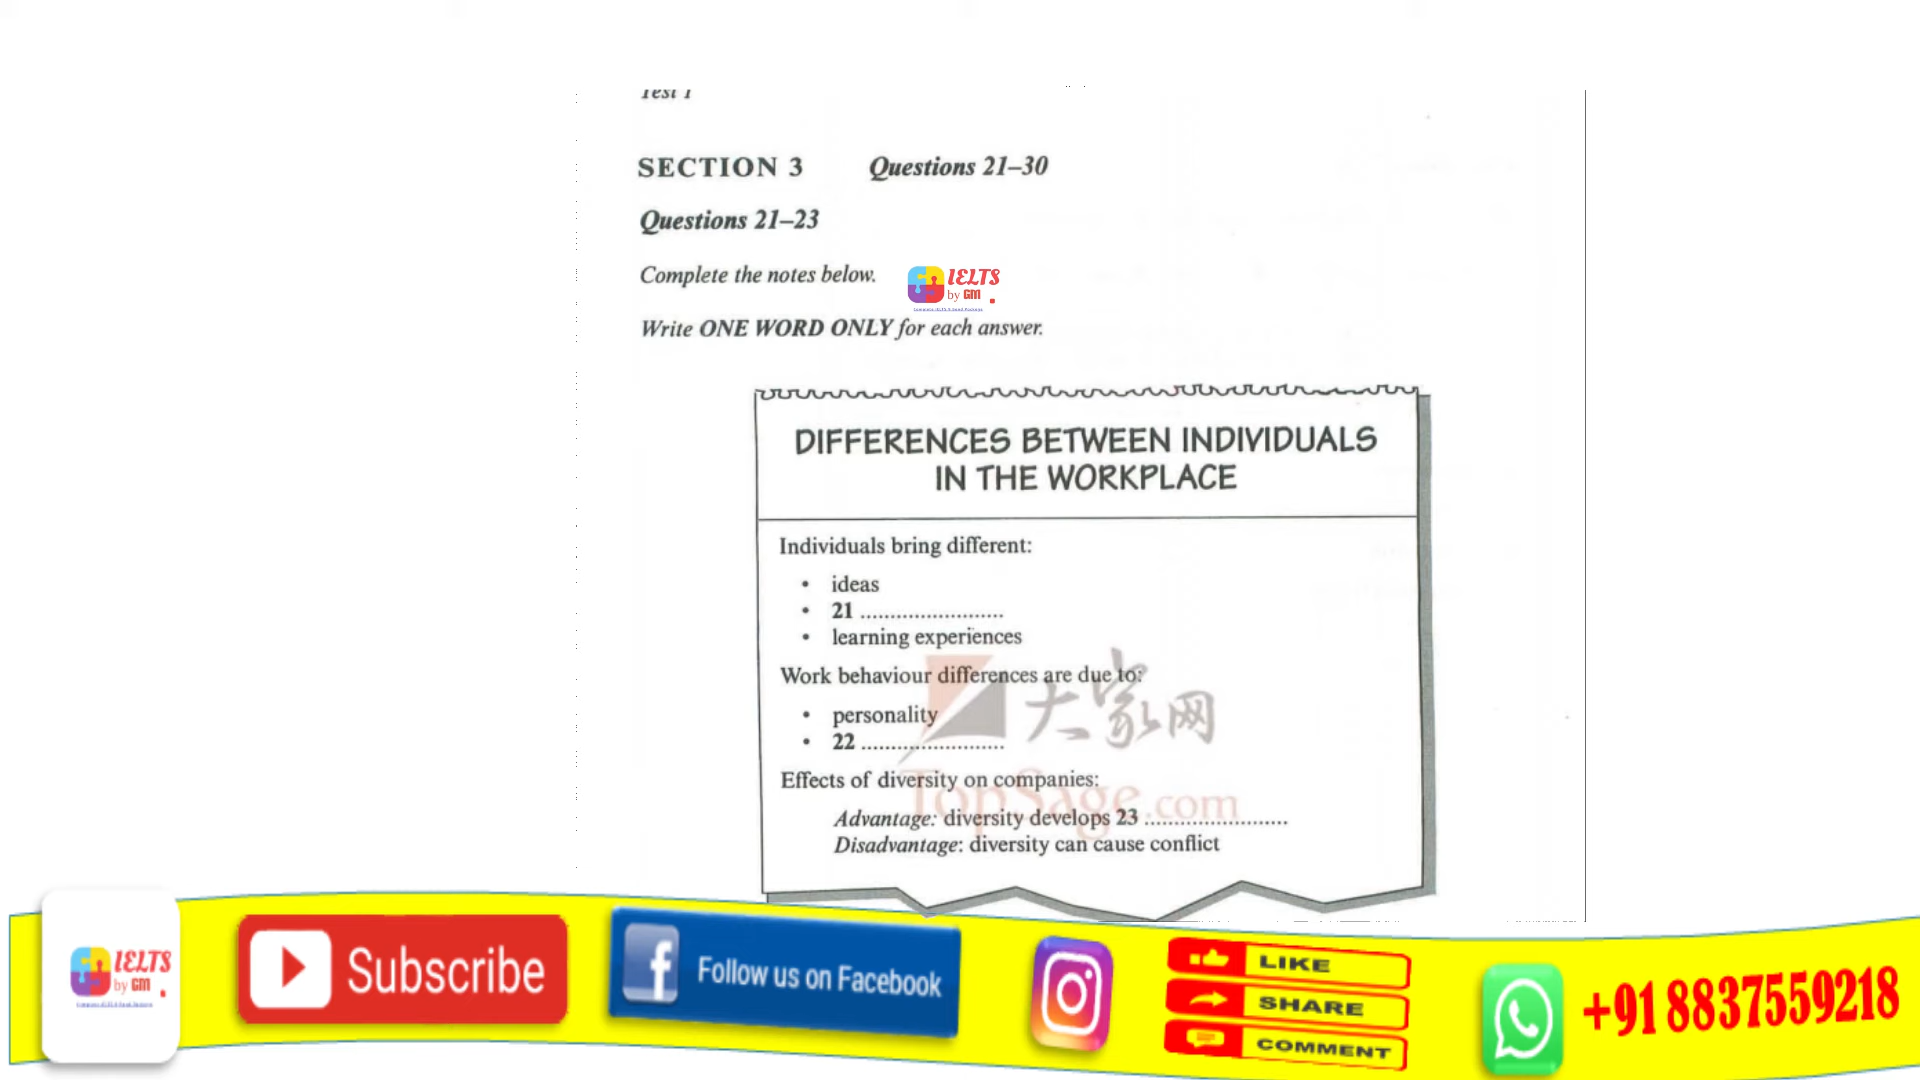 Test 1
SECTION 3 Questions 21–30
Questions 21–23
Complete the notes below.
IELTS
by GM
Write ONE WORD ONLY for each answer.
DIFFERENCES BETWEEN INDIVIDUALS
IN THE WORKPLACE
Individuals bring different:
• ideas
• 21 ........................
• learning experiences
Work behaviour differences are due to:
• personality
• 22 ........................
大家网
Effects of diversity on companies:
TopSage.com
Advantage: diversity develops 23 ........................
Disadvantage: diversity can cause conflict
IELTS
by GM
Subscribe
Follow us on Facebook
LIKE
SHARE
COMMENT
+91 8837559218